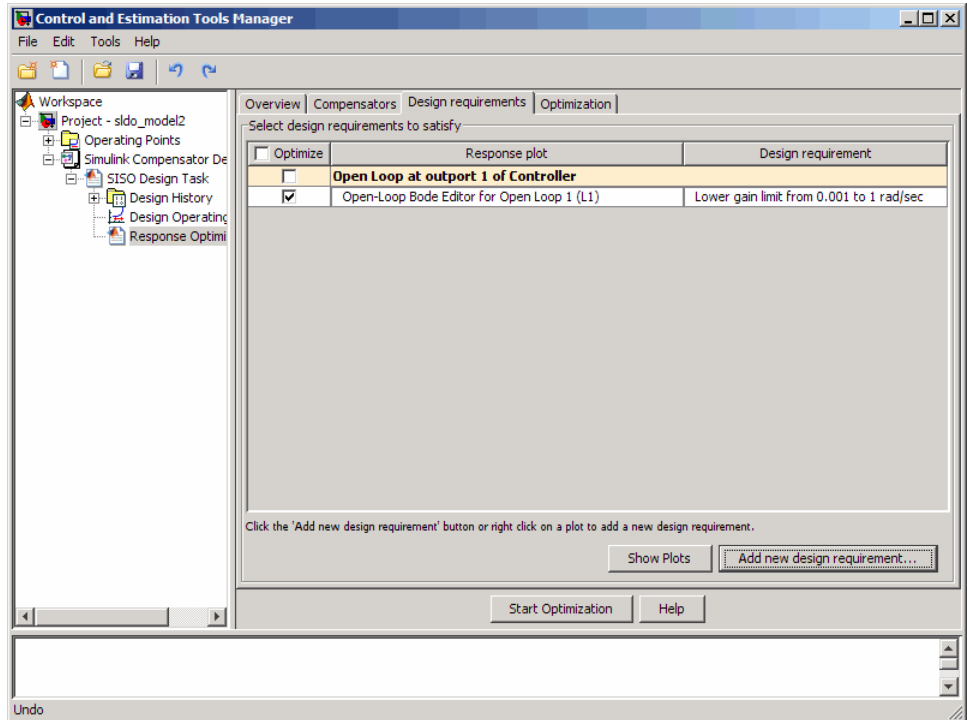 Control and Estimation Tools Manager
File Edit Tools Help
Workspace
Project - sldo_model2
Operating Points
Simulink Compensator De
SISO Design Task
Design History
Design Operating
Response Optimi
Overview Compensators Design requirements Optimization
Select design requirements to satisfy
Optimize Response plot Design requirement
Open Loop at outport 1 of Controller
Open-Loop Bode Editor for Open Loop 1 (L1) Lower gain limit from 0.001 to 1 rad/sec
Click the 'Add new design requirement' button or right click on a plot to add a new design requirement.
Show Plots Add new design requirement...
Start Optimization Help
Undo